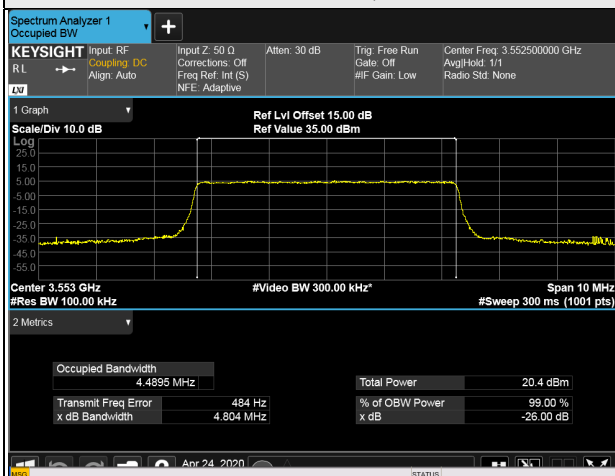 Spectrum Analyzer 1
Occupied BW
+
KEYSIGHT Input: RF Input Z: 50 Ω Atten: 30 dB Trig: Free Run Center Freq: 3.552500000 GHz
RL Coupling: DC Corrections: Off Gate: Off Avg|Hold: 1/1
Align: Auto Freq Ref: Int (S) #IF Gain: Low Radio Std: None
LXI NFE: Adaptive
1 Graph Ref Lvl Offset 15.00 dB
Scale/Div 10.0 dB Ref Value 35.00 dBm
Log
25.0
15.0
5.00
-5.00
-15.0
-25.0
-35.0
-45.0
-55.0
Center 3.553 GHz #Video BW 300.00 kHz* Span 10 MHz
#Res BW 100.00 kHz #Sweep 300 ms (1001 pts)
2 Metrics
Occupied Bandwidth
4.4895 MHz Total Power 20.4 dBm
Transmit Freq Error 484 Hz % of OBW Power 99.00 %
x dB Bandwidth 4.804 MHz x dB -26.00 dB
Apr 24, 2020
MSG STATUS